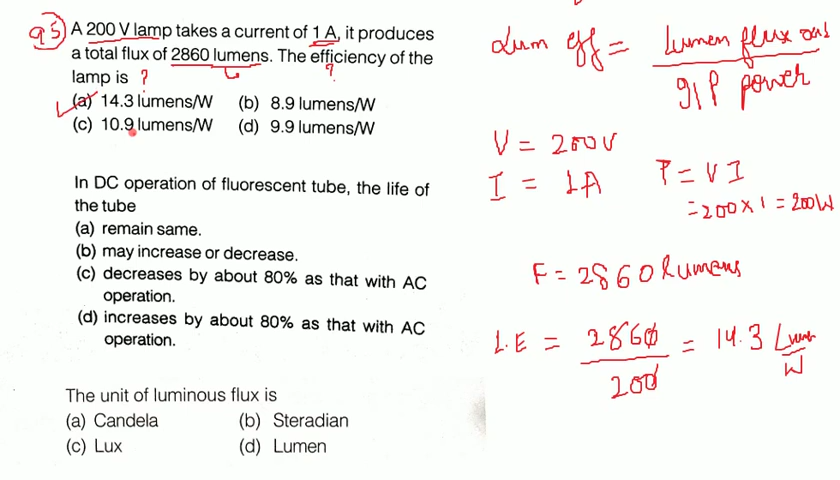 95
A 200 V lamp takes a current of 1 A, it produces
a total flux of 2860 lumens. The efficiency of the
lamp is ?
?
(a) 14.3 lumens/W (b) 8.9 lumens/W
(c) 10.9 lumens/W (d) 9.9 lumens/W
In DC operation of fluorescent tube, the life of
the tube
(a) remain same.
(b) may increase or decrease.
(c) decreases by about 80% as that with AC
operation.
(d) increases by about 80% as that with AC
operation.
The unit of luminous flux is
(a) Candela (b) Steradian
(c) Lux (d) Lumen
Lum eff = Lumen flux out
I/P power
V = 200V
I = 1A P = VI
= 200 x 1 = 200W
F = 2860 lumens
L.E = 2860 = 14.3 Lum
200 W